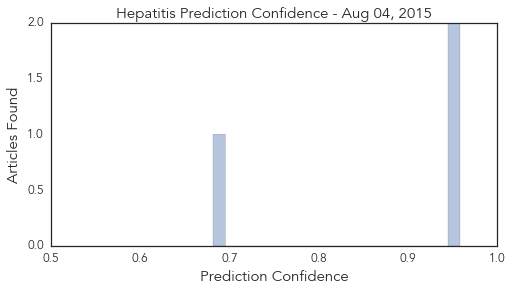 Hepatitis Prediction Confidence - Aug 04, 2015
Articles Found
2.0
1.5
1.0
0.5
0.0
0.5 0.6 0.7 0.8 0.9 1.0
Prediction Confidence